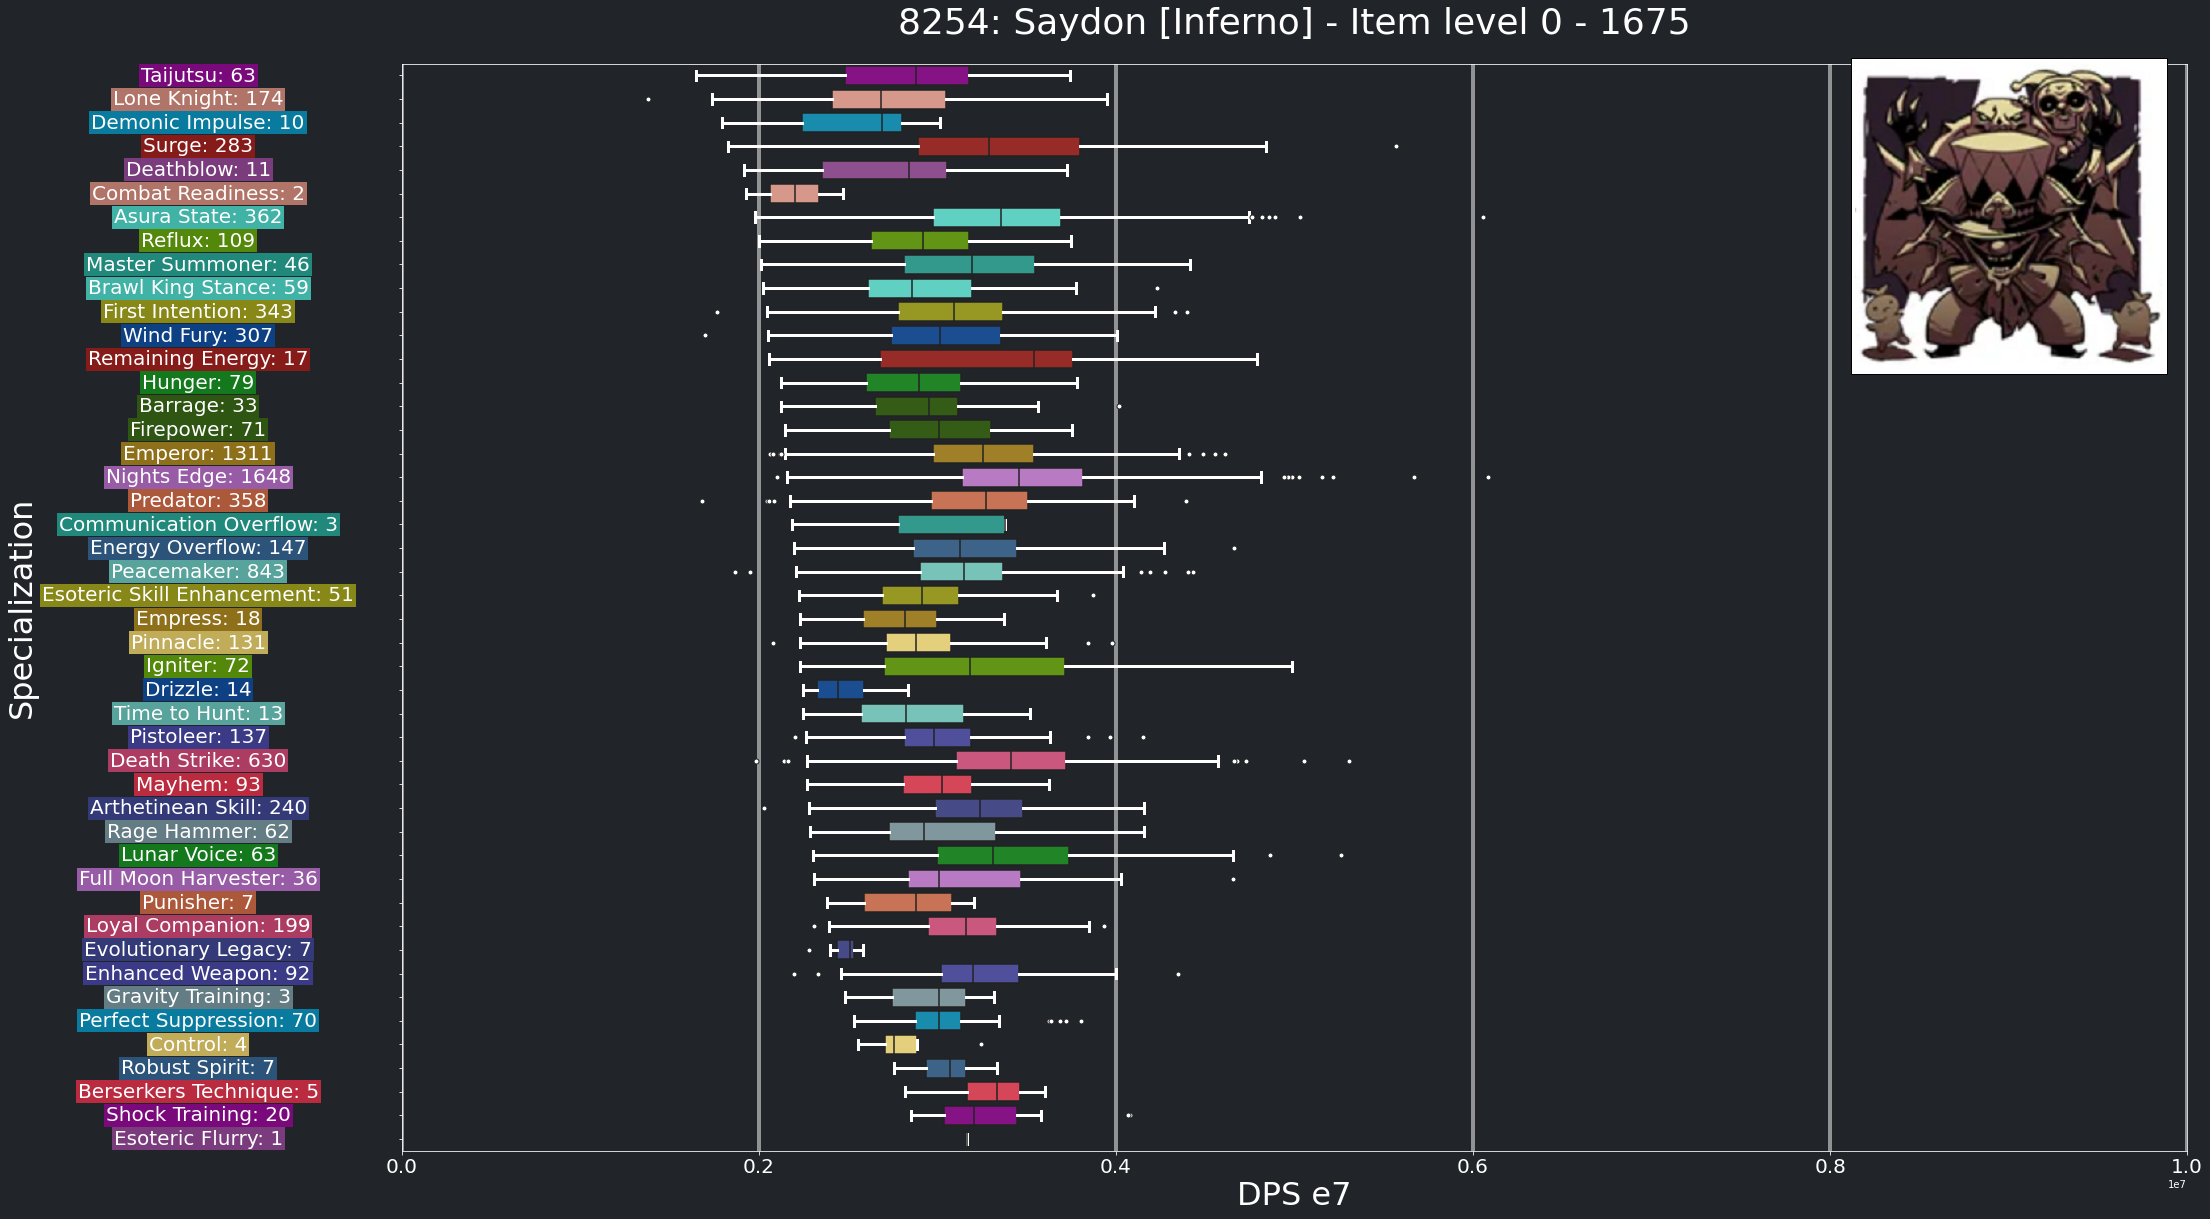 8254: Saydon [Inferno] - Item level 0 - 1675
Taijutsu: 63
Lone Knight: 174
Demonic Impulse: 10
Surge: 283
Deathblow: 11
Combat Readiness: 2
Asura State: 362
Reflux: 109
Master Summoner: 46
Brawl King Stance: 59
First Intention: 343
Wind Fury: 307
Remaining Energy: 17
Hunger: 79
Barrage: 33
Firepower: 71
Emperor: 1311
Nights Edge: 1648
Predator: 358
Communication Overflow: 3
Energy Overflow: 147
Peacemaker: 843
Esoteric Skill Enhancement: 51
Empress: 18
Pinnacle: 131
Igniter: 72
Drizzle: 14
Time to Hunt: 13
Pistoleer: 137
Death Strike: 630
Mayhem: 93
Arthetinean Skill: 240
Rage Hammer: 62
Lunar Voice: 63
Full Moon Harvester: 36
Punisher: 7
Loyal Companion: 199
Evolutionary Legacy: 7
Enhanced Weapon: 92
Gravity Training: 3
Perfect Suppression: 70
Control: 4
Robust Spirit: 7
Berserkers Technique: 5
Shock Training: 20
Esoteric Flurry: 1
Specialization
0.0 0.2 0.4 0.6 0.8 1.0
1e7
DPS e7